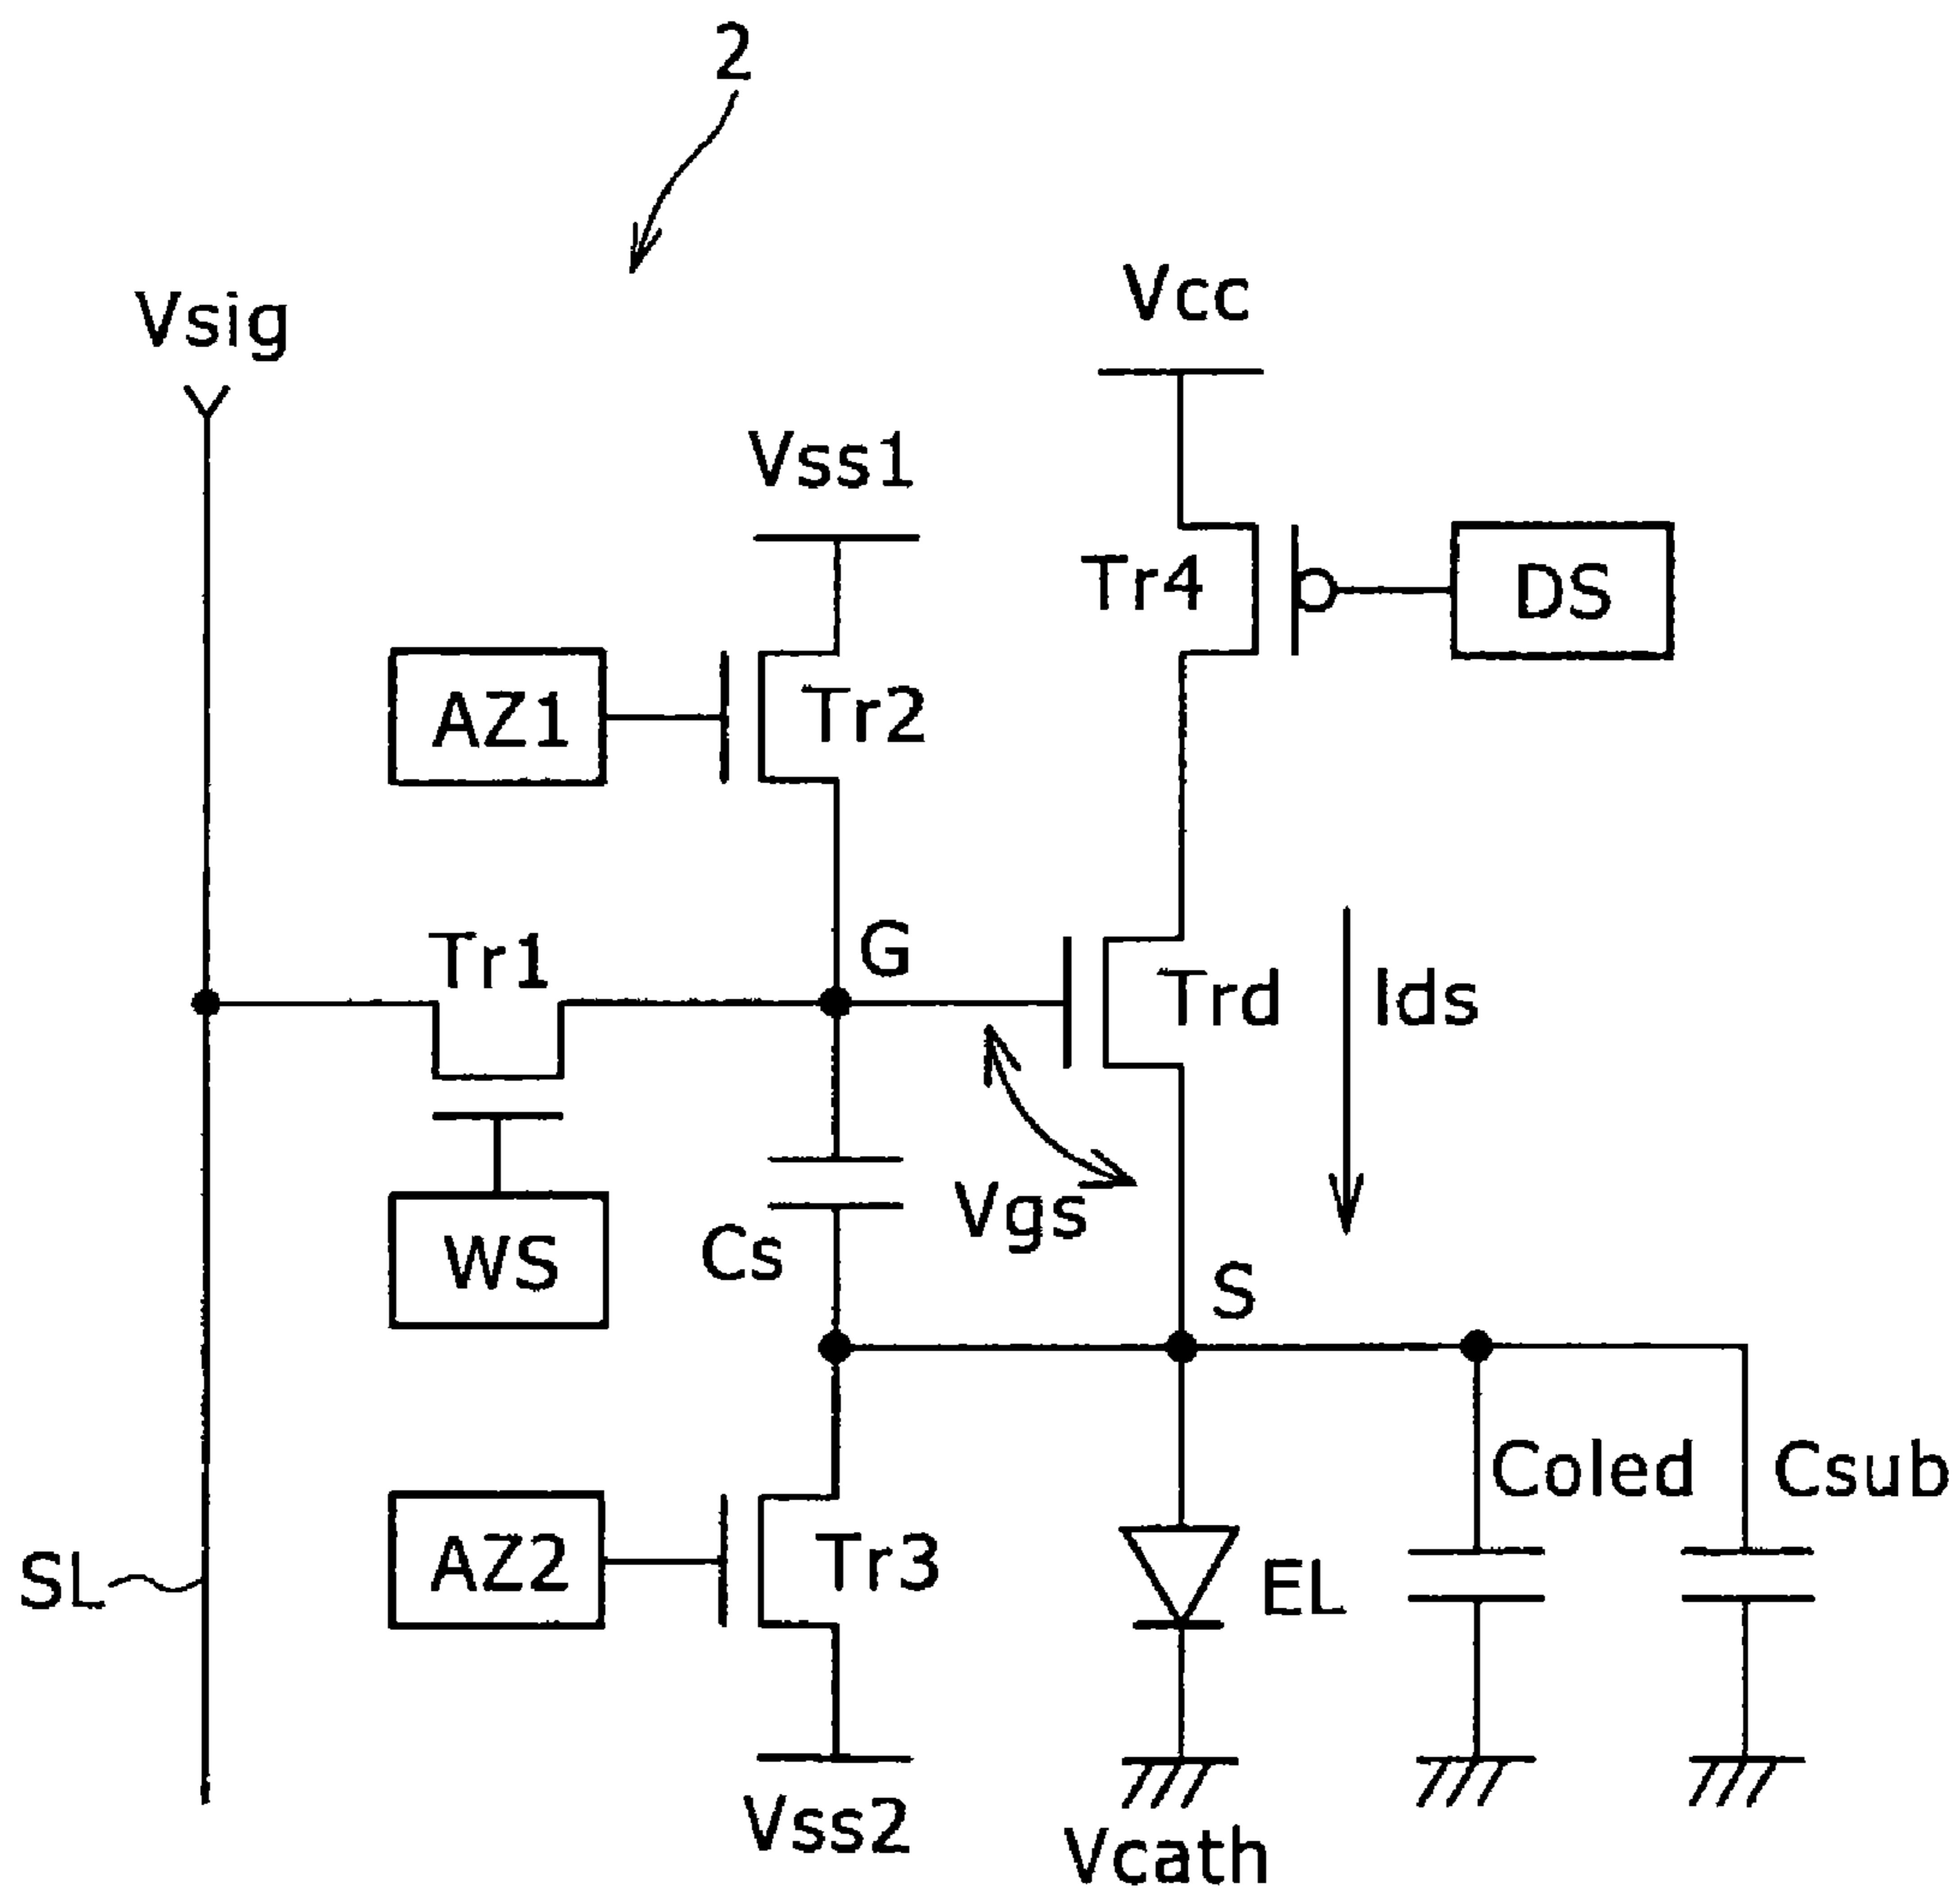 2
Vsig
Vcc
Vss1
Tr4
DS
AZ1
Tr2
G
Tr1
Trd
Ids
Vgs
WS
Cs
S
Coled
Csub
AZ2
Tr3
EL
SL
Vss2
Vcath